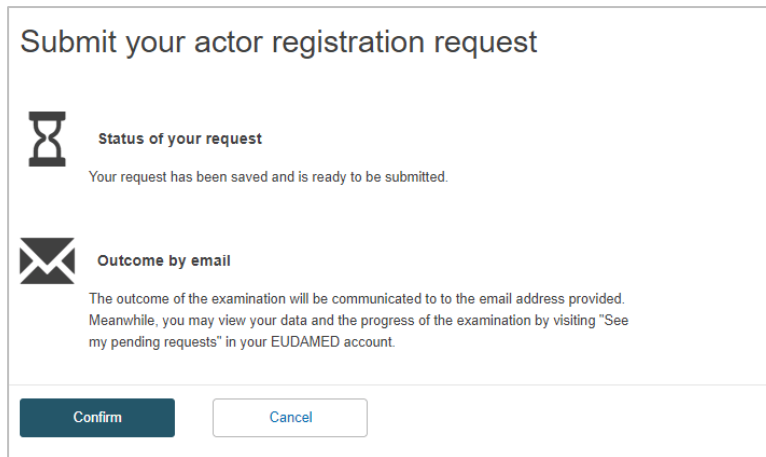 Submit your actor registration request
Status of your request
Your request has been saved and is ready to be submitted.
Outcome by email
The outcome of the examination will be communicated to to the email address provided.
Meanwhile, you may view your data and the progress of the examination by visiting "See
my pending requests" in your EUDAMED account.
Confirm Cancel